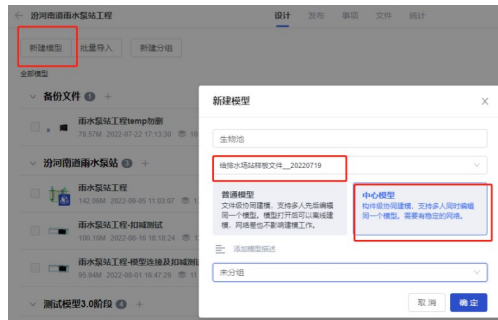 ← 汾河南道雨水泵站工程 设计 发布 事项 文件 统计
新建模型 批量导入 新建分组
全部模型
备份文件 2 +
雨水泵站工程temp勿删
78.57M 2022-07-22 17:13:30
汾河南道雨水泵站 3 +
雨水泵站工程
142.06M 2022-08-05 11:03:07
雨水泵站工程-扣减测试
100.16M 2022-06-16 18:18:24
雨水泵站工程-模型连接及扣减测试
95.94M 2022-08-01 16:47:29
测试模型3.0阶段 4 +
新建模型
生物池
给排水场站样板文件__20220719
普通模型
文件级协同建模，支持多人先后编辑
同一个模型。模型打开后可以离线建
模，网络差也不影响建模工作。
中心模型
构件级协同建模，支持多人同时编辑
同一个模型。需要有稳定的网络。
添加模型描述
未分组
取消 确定